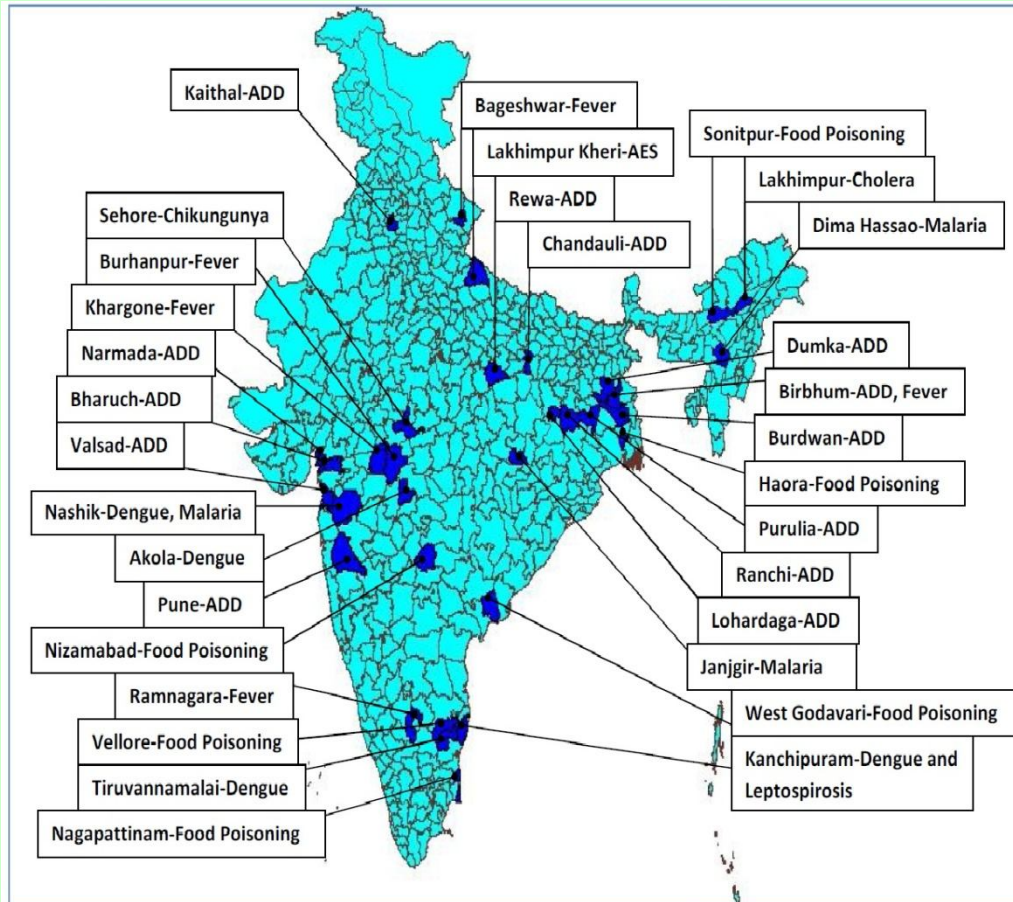 Kaithal-ADD
Bageshwar-Fever
Lakhimpur Kheri-AES
Rewa-ADD
Chandauli-ADD
Sonitpur-Food Poisoning
Lakhimpur-Cholera
Dima Hassao-Malaria
Sehore-Chikungunya
Burhanpur-Fever
Khargone-Fever
Narmada-ADD
Bharuch-ADD
Valsad-ADD
Nashik-Dengue, Malaria
Akola-Dengue
Pune-ADD
Nizamabad-Food Poisoning
Ramnagara-Fever
Vellore-Food Poisoning
Tiruvannamalai-Dengue
Nagapattinam-Food Poisoning
Dumka-ADD
Birbhum-ADD, Fever
Burdwan-ADD
Haora-Food Poisoning
Purulia-ADD
Ranchi-ADD
Lohardaga-ADD
Janjgir-Malaria
West Godavari-Food Poisoning
Kanchipuram-Dengue and
Leptospirosis